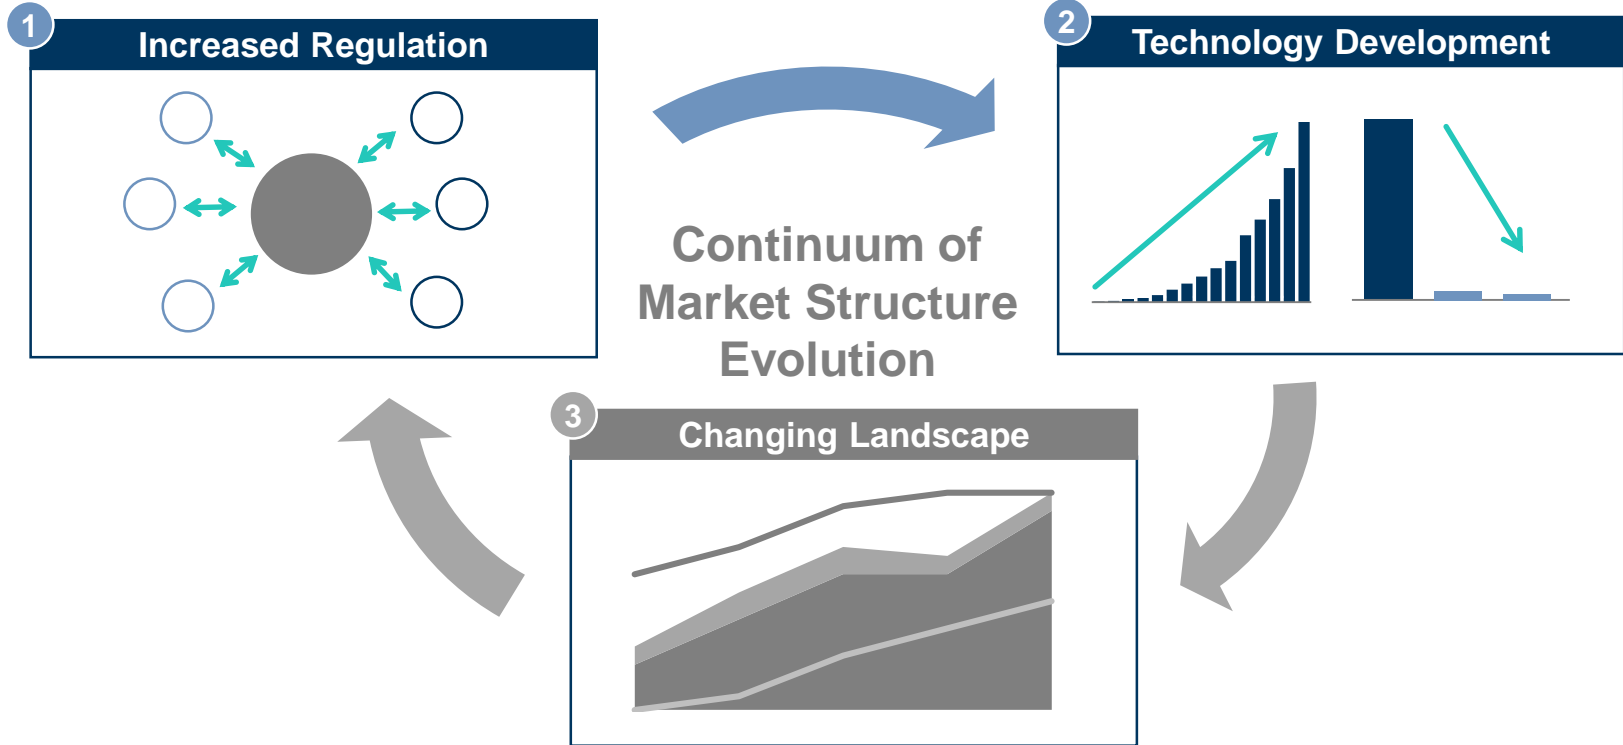 1
Increased Regulation
2
Technology Development
Continuum of
Market Structure
Evolution
3
Changing Landscape